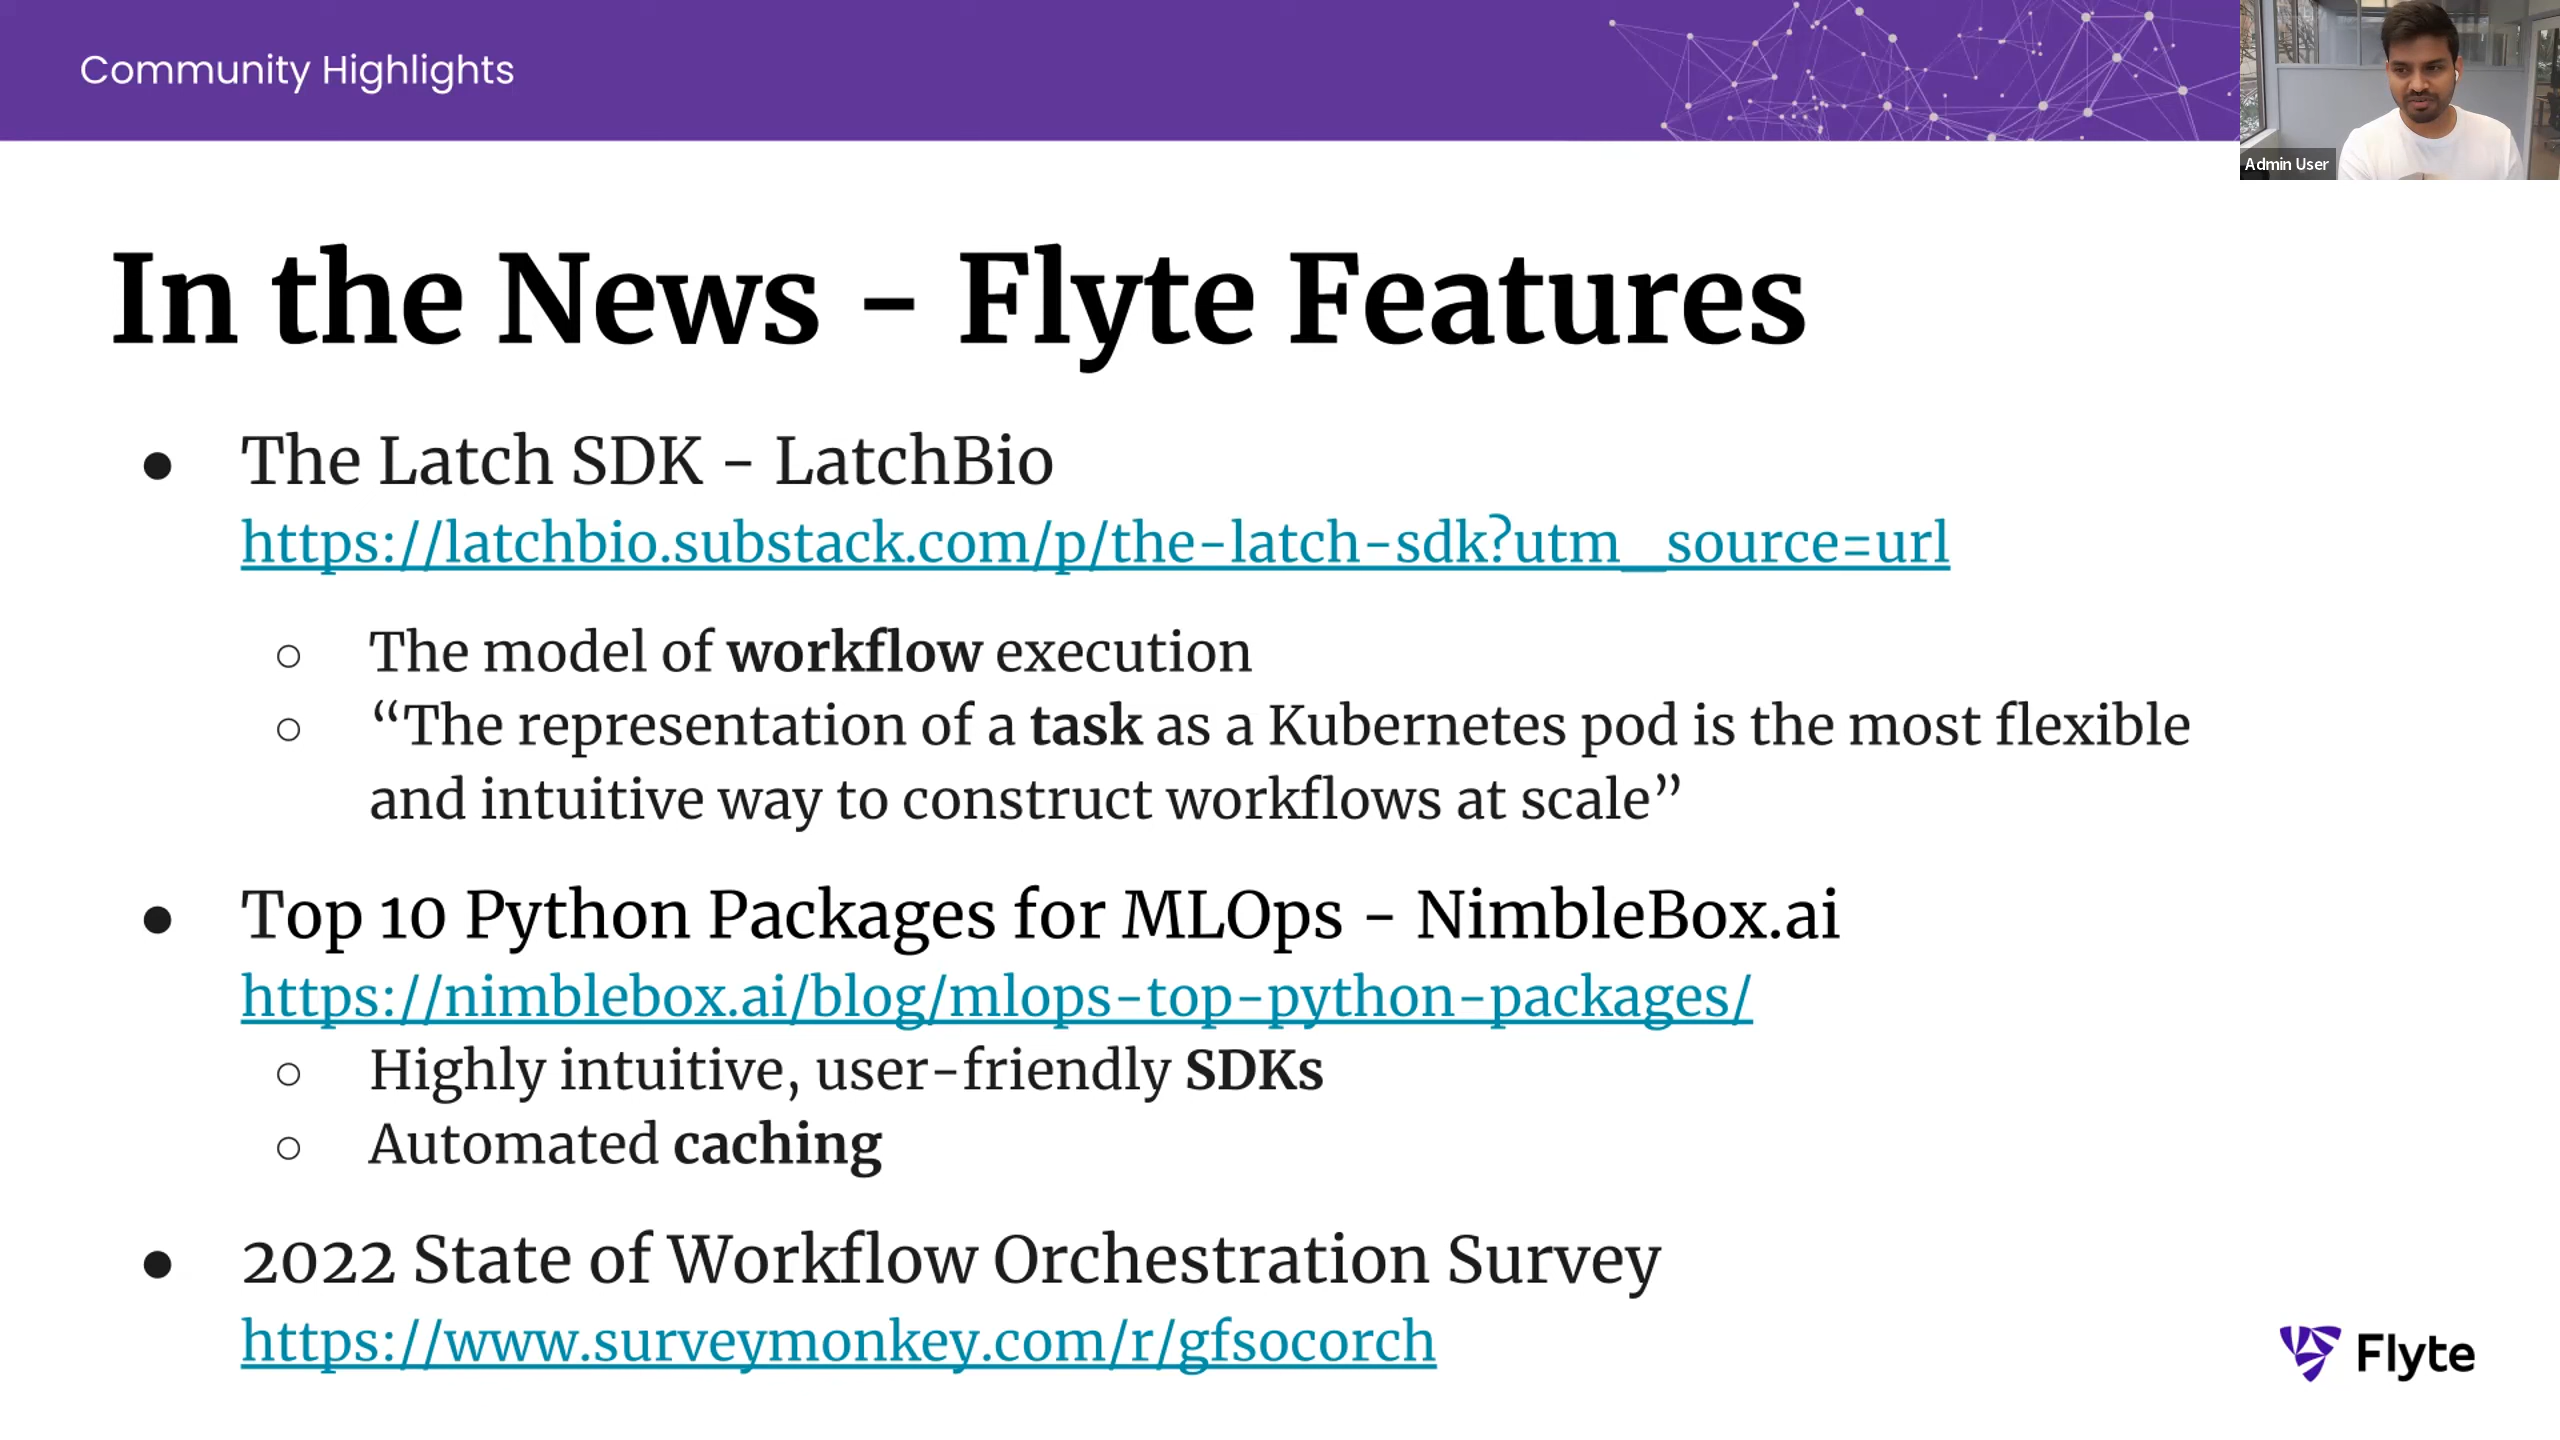 Community Highlights
Admin User
In the News - Flyte Features
● The Latch SDK - LatchBio
https://latchbio.substack.com/p/the-latch-sdk?utm_source=url
○ The model of workflow execution
○ “The representation of a task as a Kubernetes pod is the most flexible
and intuitive way to construct workflows at scale”
● Top 10 Python Packages for MLOps - NimbleBox.ai
https://nimblebox.ai/blog/mlops-top-python-packages/
○ Highly intuitive, user-friendly SDKs
○ Automated caching
● 2022 State of Workflow Orchestration Survey
https://www.surveymonkey.com/r/gfsocorch
Flyte